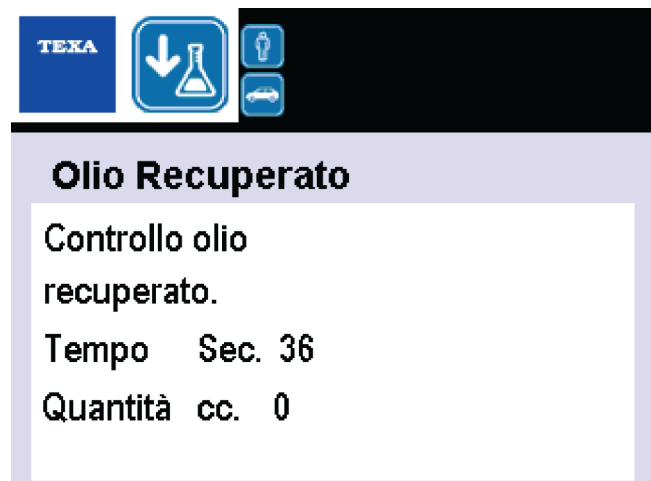 TEXA
Olio Recuperato
Controllo olio
recuperato.
Tempo Sec. 36
Quantità cc. 0